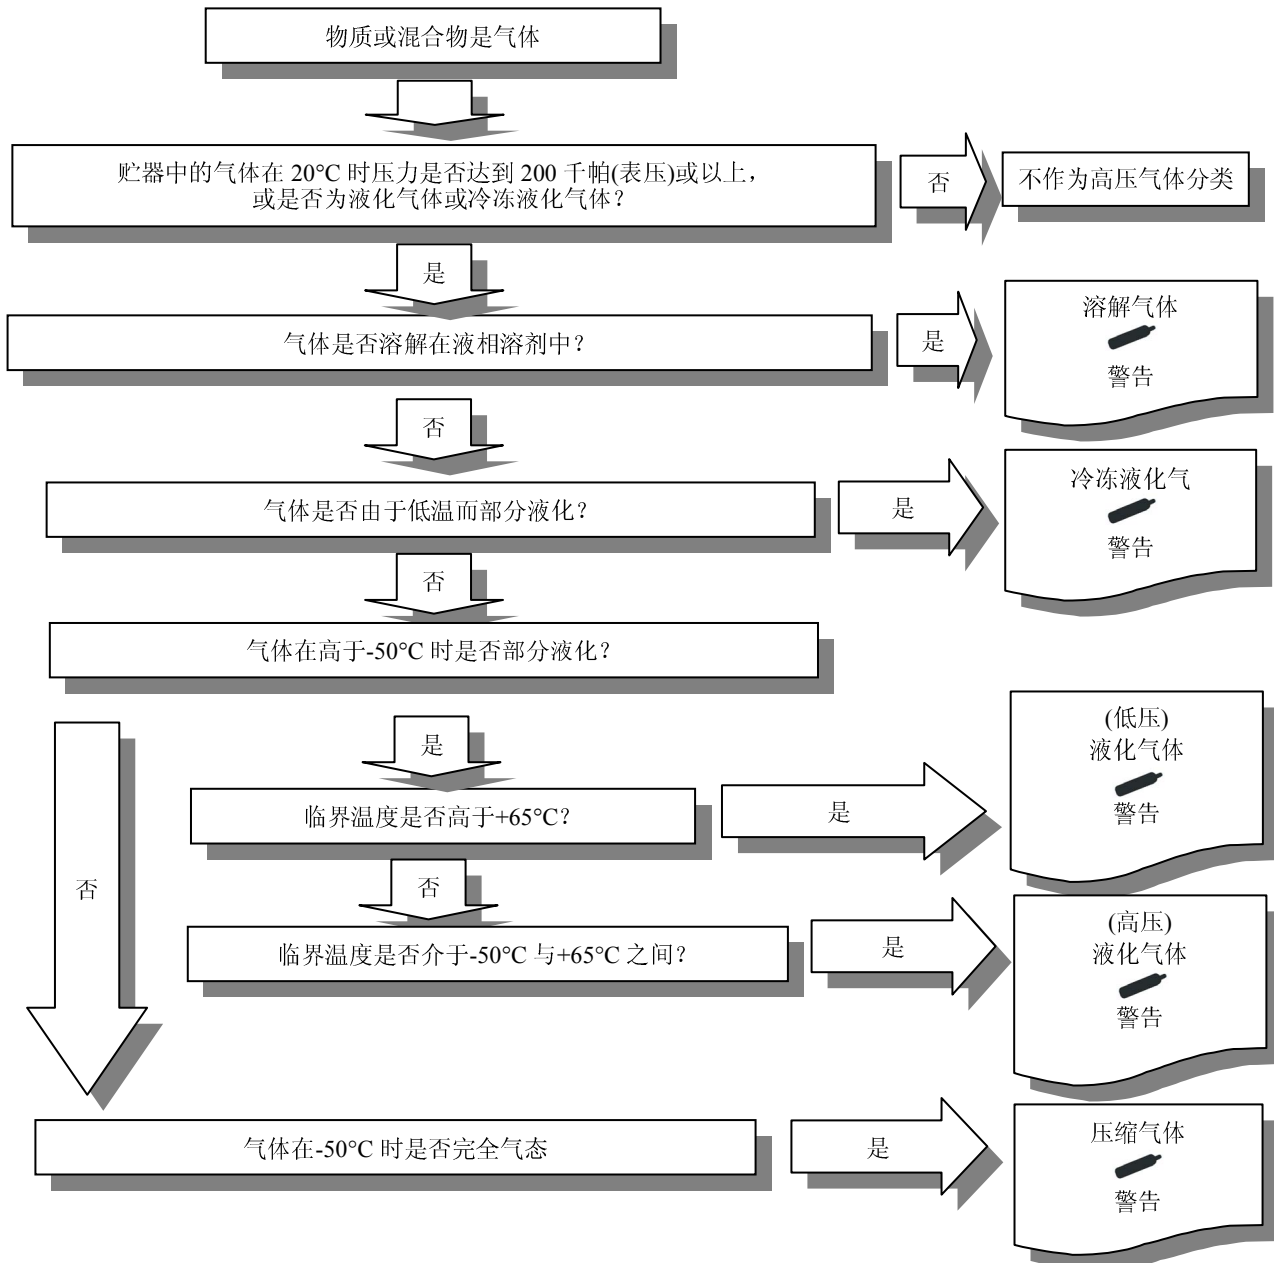 物质或混合物是气体
贮器中的气体在 20°C 时压力是否达到 200 千帕(表压)或以上，
或是否为液化气体或冷冻液化气体？
否
不作为高压气体分类
是
气体是否溶解在液相溶剂中？
是
溶解气体
警告
否
气体是否由于低温而部分液化？
是
冷冻液化气
警告
否
气体在高于-50°C 时是否部分液化？
是
临界温度是否高于+65°C？
是
(低压)
液化气体
警告
否
否
临界温度是否介于-50°C 与+65°C 之间？
是
(高压)
液化气体
警告
气体在-50°C 时是否完全气态
是
压缩气体
警告